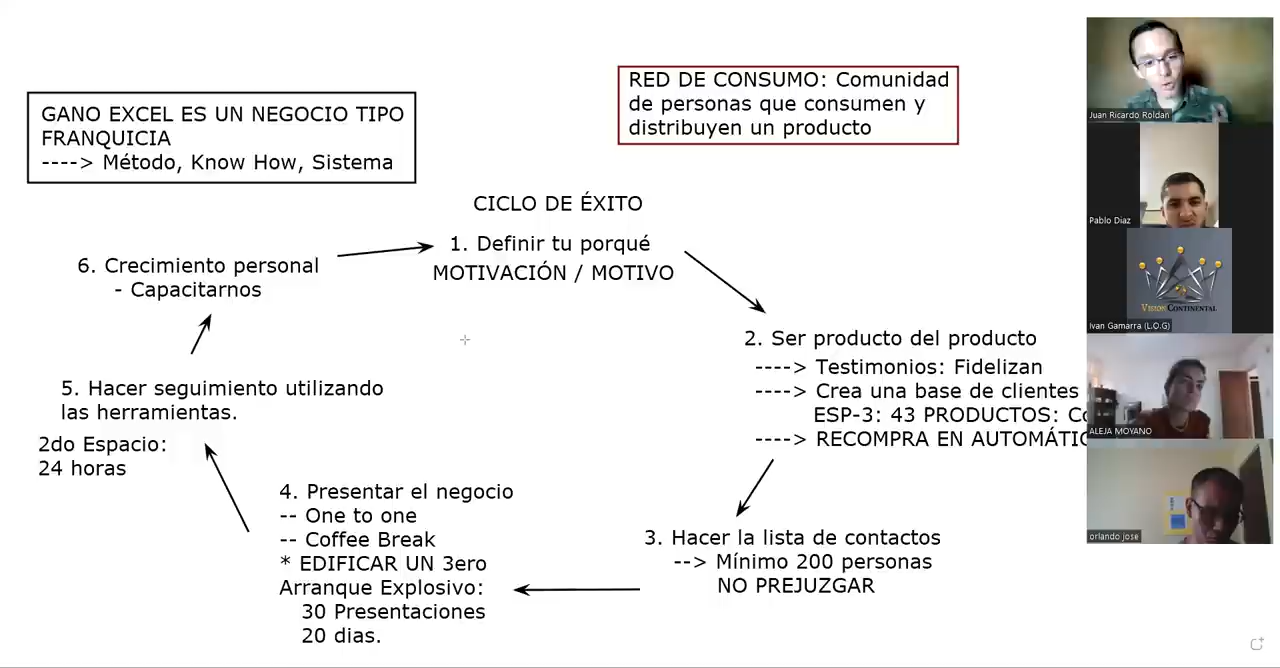 GANO EXCEL ES UN NEGOCIO TIPO
FRANQUICIA
----> Método, Know How, Sistema
RED DE CONSUMO: Comunidad
de personas que consumen y
distribuyen un producto
CICLO DE ÉXITO
1. Definir tu porqué
MOTIVACIÓN / MOTIVO
2. Ser producto del producto
----> Testimonios: Fidelizan
----> Crea una base de clientes
ESP-3: 43 PRODUCTOS:
----> RECOMPRA EN
3. Hacer la lista de contactos
--> Mínimo 200 personas
NO PREJUZGAR
4. Presentar el negocio
-- One to one
-- Coffee Break
* EDIFICAR UN 3ero
Arranque Explosivo:
30 Presentaciones
20 dias.
5. Hacer seguimiento utilizando
las herramientas.
2do Espacio:
24 horas
6. Crecimiento personal
- Capacitarnos
Juan Ricardo Roldan
Pablo Diaz
VISION CONTINENTAL
Ivan Gamarra (L.O.G)
ALEJA MOYANO
orlando jose